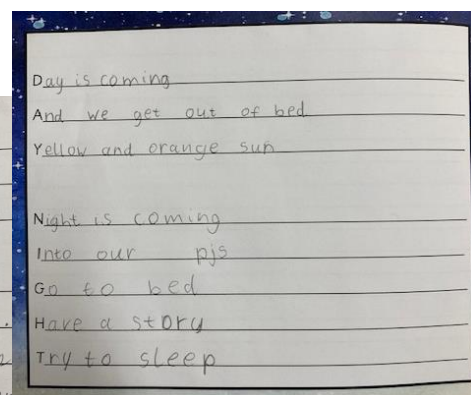 Day is coming
And we get out of bed
Yellow and orange sun
Night is coming
Into our pjs
Go to bed
Have a story
Try to sleep